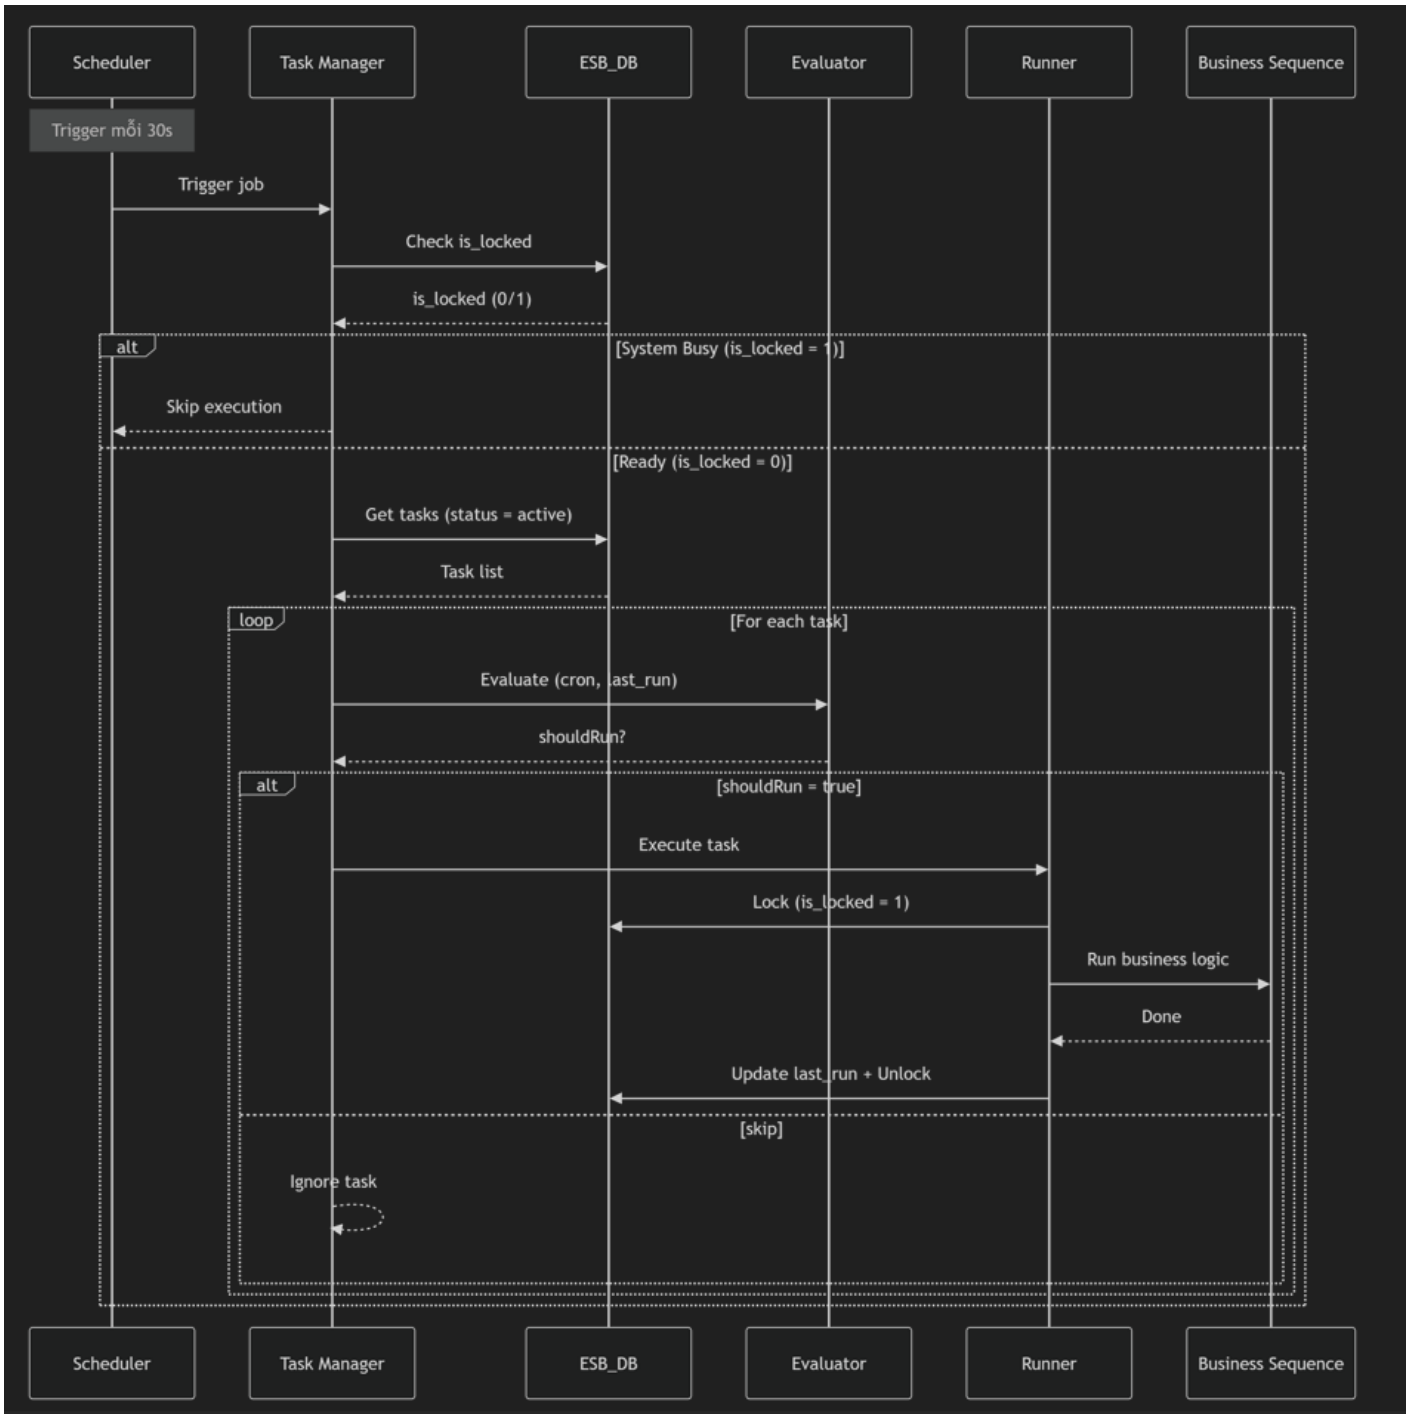 Scheduler
Task Manager
ESB_DB
Evaluator
Runner
Business Sequence
Trigger mỗi 30s
Trigger job
Check is_locked
is_locked (0/1)
alt
[System Busy (is_locked = 1)]
Skip execution
[Ready (is_locked = 0)]
Get tasks (status = active)
Task list
loop
[For each task]
Evaluate (cron, last_run)
shouldRun?
alt
[shouldRun = true]
Execute task
Lock (is_locked = 1)
Run business logic
Done
Update last_run + Unlock
[skip]
Ignore task
Scheduler
Task Manager
ESB_DB
Evaluator
Runner
Business Sequence